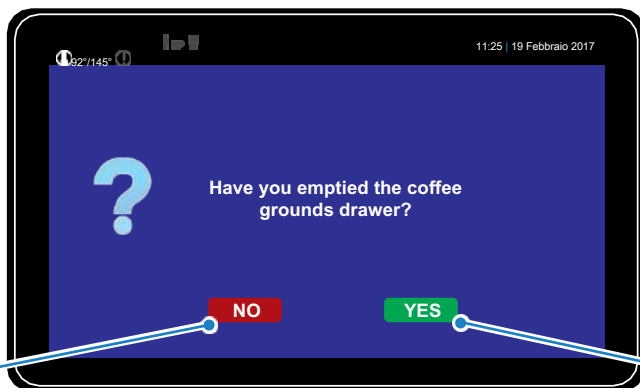 11:25 | 19 Febbraio 2017
92°/145°
?
Have you emptied the coffee
grounds drawer?
NO
YES